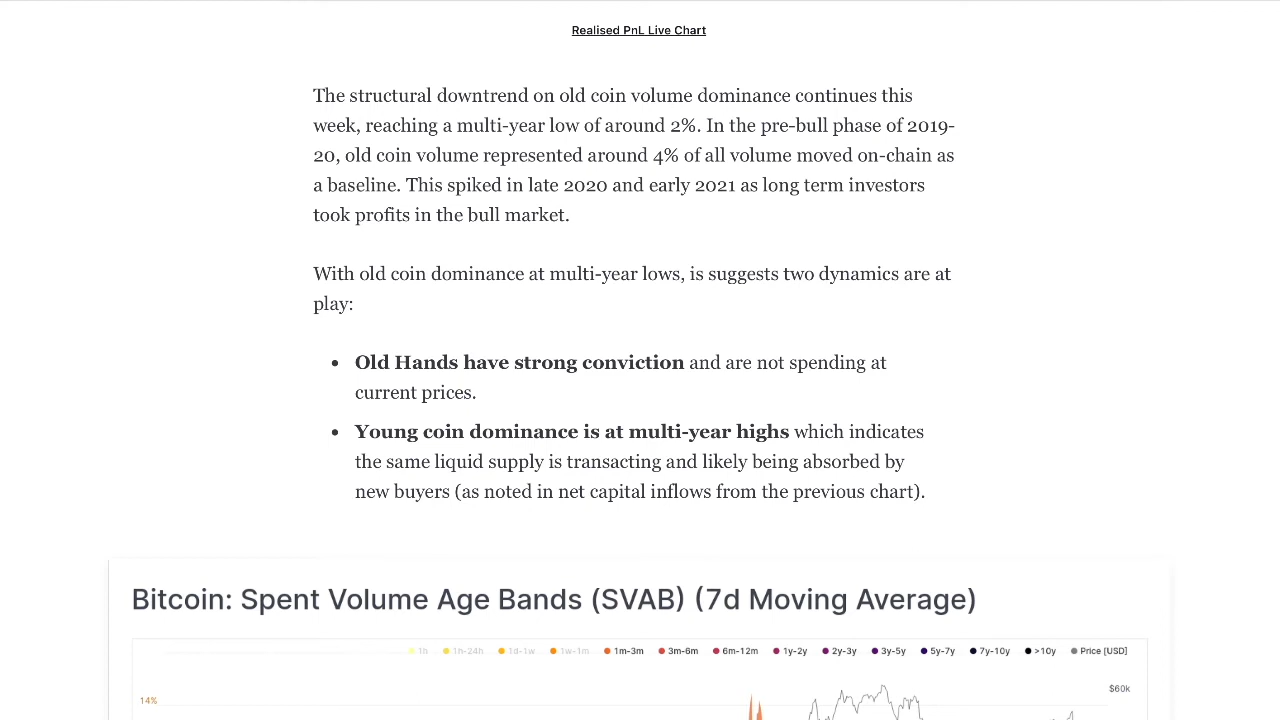 Realised PnL Live Chart
The structural downtrend on old coin volume dominance continues this
week, reaching a multi-year low of around 2%. In the pre-bull phase of 2019-
20, old coin volume represented around 4% of all volume moved on-chain as
a baseline. This spiked in late 2020 and early 2021 as long term investors
took profits in the bull market.
With old coin dominance at multi-year lows, is suggests two dynamics are at
play:
• Old Hands have strong conviction and are not spending at
current prices.
• Young coin dominance is at multi-year highs which indicates
the same liquid supply is transacting and likely being absorbed by
new buyers (as noted in net capital inflows from the previous chart).
Bitcoin: Spent Volume Age Bands (SVAB) (7d Moving Average)
1h 1h-24h 1d-1w 1w-1m 1m-3m 3m-6m 6m-12m 1y-2y 2y-3y 3y-5y 5y-7y 7y-10y >10y Price [USD]
$60k
14%